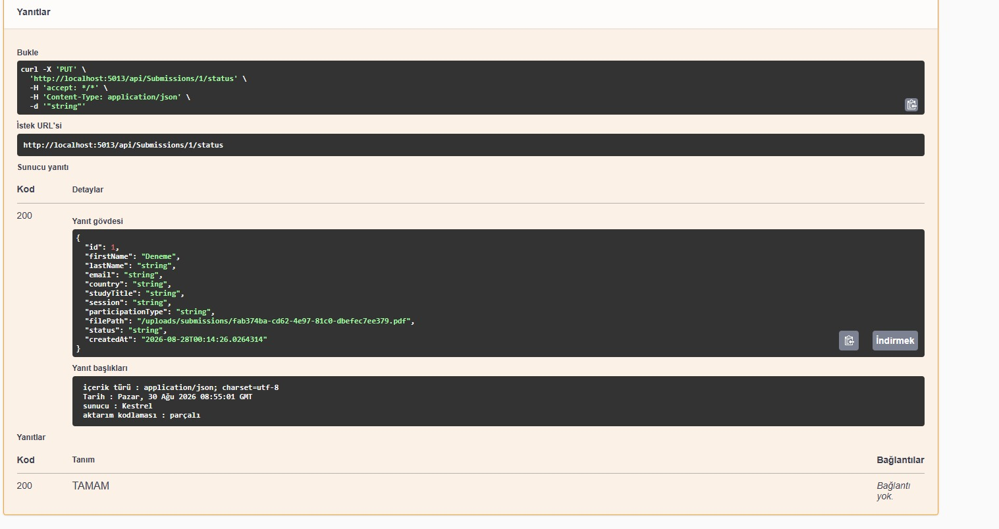 Yanıtlar
Bukle
curl -X 'PUT' \
'http://localhost:5013/api/Submissions/1/status' \
-H 'accept: */*' \
-H 'Content-Type: application/json' \
-d '"string"'
İstek URL'si
http://localhost:5013/api/Submissions/1/status
Sunucu yanıtı
Kod Detaylar
200
Yanıt gövdesi
{
"id": 1,
"firstName": "Deneme",
"lastName": "string",
"email": "string",
"country": "string",
"studyTitle": "string",
"session": "string",
"participationType": "string",
"filePath": "/uploads/submissions/fab374ba-cd62-4e97-81c0-dbefec7ee379.pdf",
"status": "string",
"createdAt": "2026-08-28T00:14:26.0264314"
}
İndirmek
Yanıt başlıkları
içerik türü : application/json; charset=utf-8
Tarih : Pazar, 30 Ağu 2026 08:55:01 GMT
sunucu : Kestrel
aktarım kodlaması : parçalı
Yanıtlar
Kod Tanım Bağlantılar
200 TAMAM Bağlantı
yok.